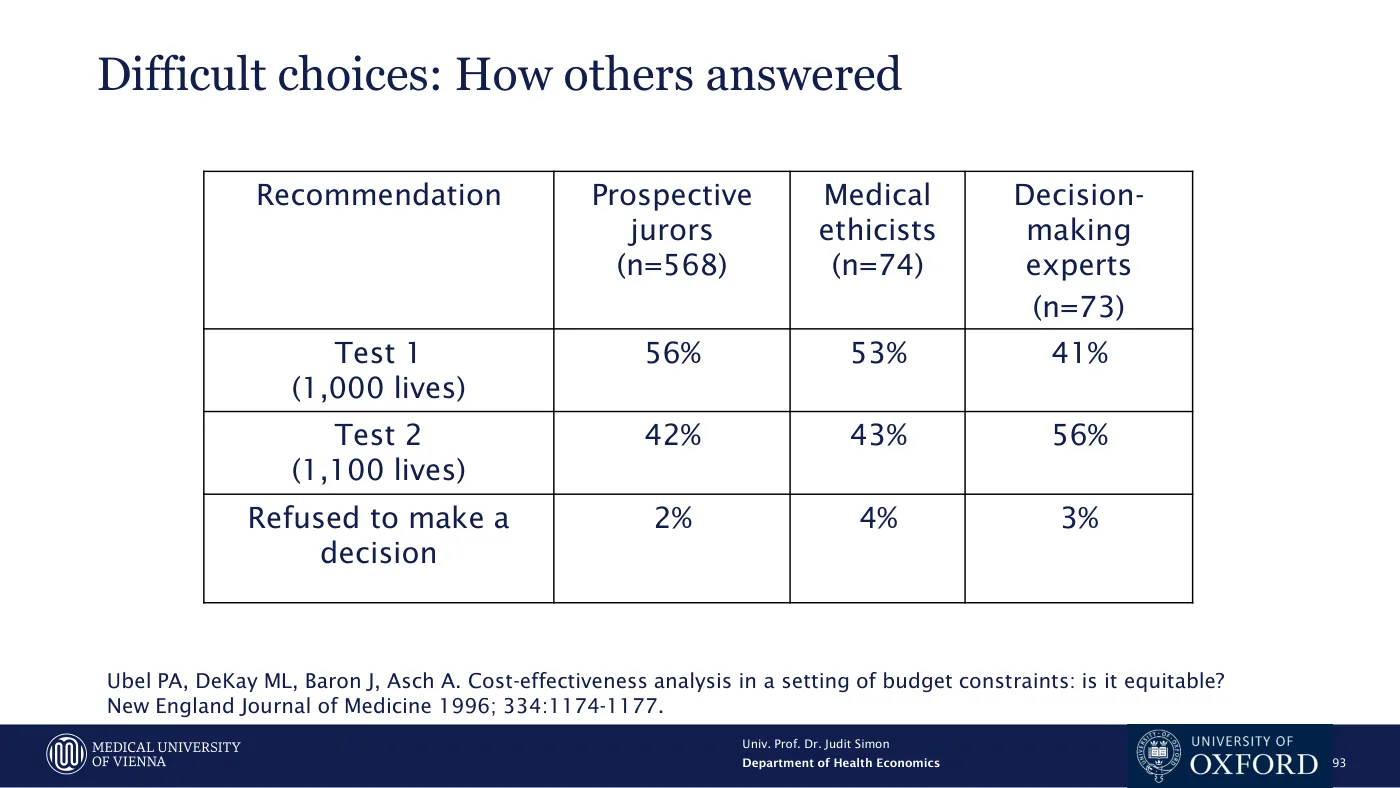 Difficult choices: How others answered
Recommendation
Prospective
jurors
(n=568)
Medical
ethicists
(n=74)
Decision-
making
experts
(n=73)
Test 1
(1,000 lives)
56%
53%
41%
Test 2
(1,100 lives)
42%
43%
56%
Refused to make a
decision
2%
4%
3%
Ubel PA, DeKay ML, Baron J, Asch A. Cost-effectiveness analysis in a setting of budget constraints: is it equitable?
New England Journal of Medicine 1996; 334:1174-1177.
MEDICAL UNIVERSITY
OF VIENNA
Univ. Prof. Dr. Judit Simon
Department of Health Economics
UNIVERSITY OF
OXFORD
93